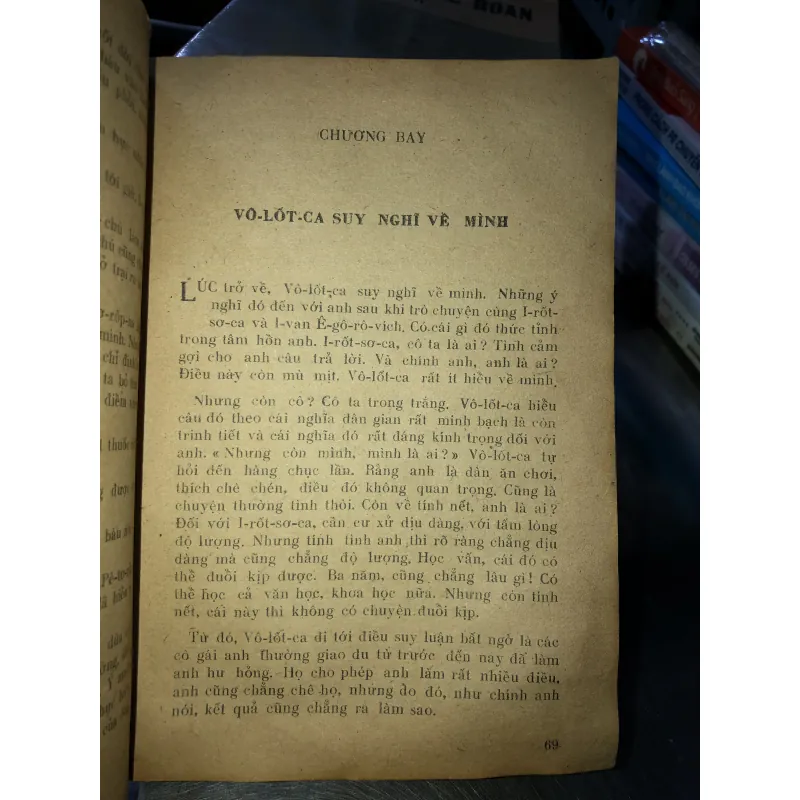 HOAN
CHƯƠNG BAY
VÔ-LỐT-CA SUY NGHĨ VỀ MÌNH
LÚC trở về, Vô-lốt-ca suy nghĩ về mình. Những ý
nghĩ đó đến với anh sau khi trò chuyện cùng I-rốt-
sơ-ca và I-van Ê-gô-rô-vich. Có cái gì đó thức tỉnh
trong tâm hồn anh. I-rốt-sơ-ca, cô ta là ai? Tình cảm
gợi cho anh câu trả lời. Và chính anh, anh là ai?
Điều này còn mù mịt. Vô-lốt-ca rất ít hiểu về mình.
Nhưng còn cô? Cô ta trong trắng. Vô-lốt-ca hiểu
câu đó theo cái nghĩa dân gian rất minh bạch là còn
trinh tiết và cái nghĩa đó rất đáng kính trọng đối với
anh. « Nhưng còn mình, mình là ai?» Vô-lốt-ca tự
hỏi đến hàng chục lần. Rằng anh là dân ăn chơi,
thích chè chén, điều đó không quan trọng. Cũng là
chuyện thường tình thôi. Còn về tính nết, anh là ai?
Đối với I-rốt-sơ-ca, cần cư xử dịu dàng, với tấm lòng
độ lượng. Nhưng tính tình anh thì rõ ràng chẳng dịu
dàng mà cũng chẳng độ lượng. Học vấn, cái đó có
thể đuổi kịp được. Ba năm, cũng chẳng lâu gì! Có
thể học cả văn học, khoa học nữa. Nhưng còn tính
nết, cái này thì không có chuyện đuổi kịp.
Từ đó, Vô-lốt-ca đi tới điều suy luận bất ngờ là các
cô gái anh thường giao du từ trước đến nay đã làm
anh hư hỏng. Họ cho phép anh lắm rất nhiều điều,
anh cũng chẳng chê họ, nhưng do đó, như chính anh
nói, kết quả cũng chẳng ra làm sao.
69